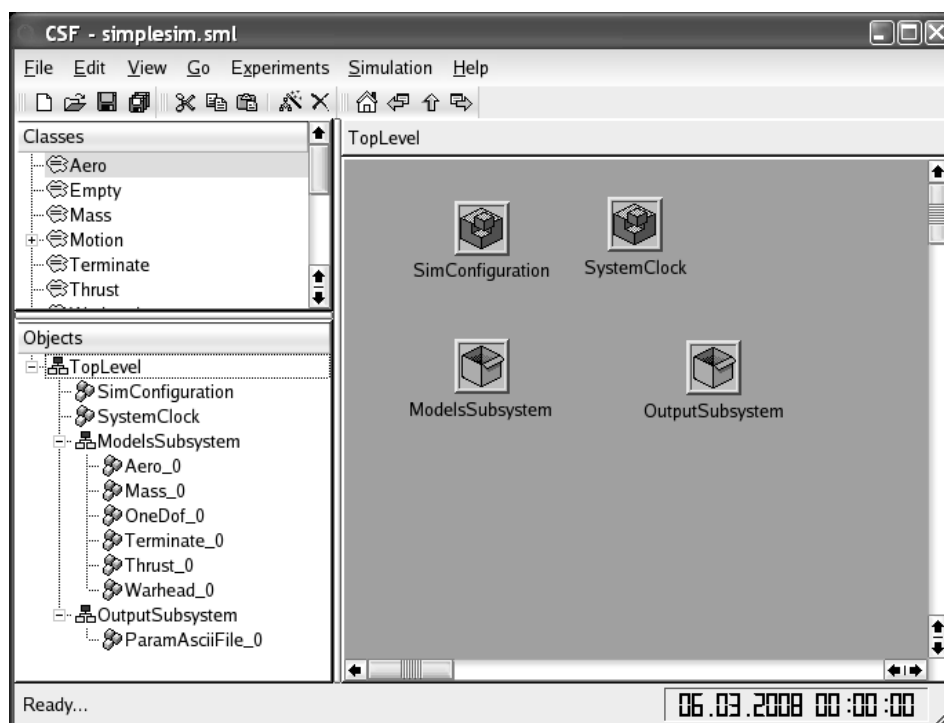 CSF - simplesim.sml
File Edit View Go Experiments Simulation Help
Classes
Aero
Empty
Mass
Motion
Terminate
Thrust
Objects
TopLevel
SimConfiguration
SystemClock
ModelsSubsystem
Aero_0
Mass_0
OneDof_0
Terminate_0
Thrust_0
Warhead_0
OutputSubsystem
ParamAsciiFile_0
TopLevel
SimConfiguration
SystemClock
ModelsSubsystem
OutputSubsystem
Ready...
06.03.2008 00:00:00